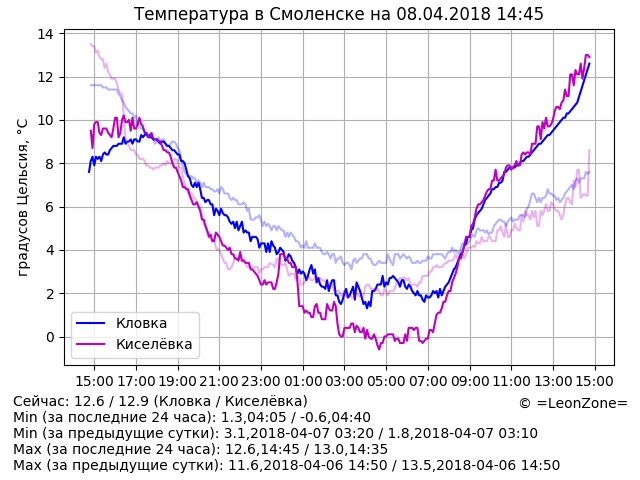 Температура в Смоленске на 08.04.2018 14:45
градусов Цельсия, °C
14
12
10
8
6
4
2
0
Кловка
Киселёвка
15:00 17:00 19:00 21:00 23:00 01:00 03:00 05:00 07:00 09:00 11:00 13:00 15:00
Сейчас: 12.6 / 12.9 (Кловка / Киселёвка)
© =LeonZone=
Min (за последние 24 часа): 1.3,04:05 / -0.6,04:40
Min (за предыдущие сутки): 3.1,2018-04-07 03:20 / 1.8,2018-04-07 03:10
Max (за последние 24 часа): 12.6,14:45 / 13.0,14:35
Max (за предыдущие сутки): 11.6,2018-04-06 14:50 / 13.5,2018-04-06 14:50